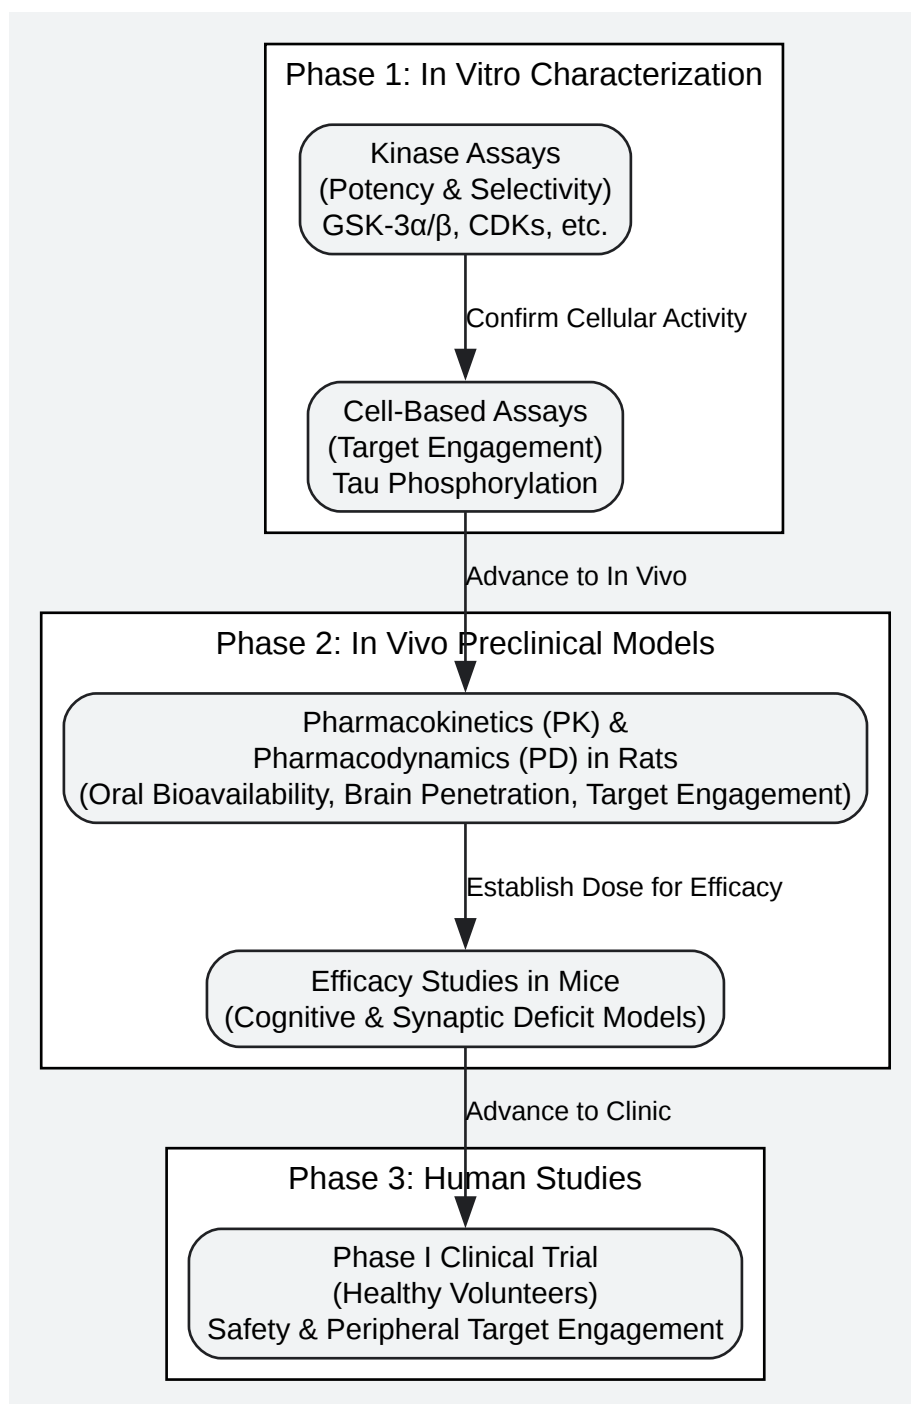 Phase 1: In Vitro Characterization
Kinase Assays
(Potency & Selectivity)
GSK-3α/β, CDKs, etc.
Confirm Cellular Activity
Cell-Based Assays
(Target Engagement)
Tau Phosphorylation
Advance to In Vivo
Phase 2: In Vivo Preclinical Models
Pharmacokinetics (PK) &
Pharmacodynamics (PD) in Rats
(Oral Bioavailability, Brain Penetration, Target Engagement)
Establish Dose for Efficacy
Efficacy Studies in Mice
(Cognitive & Synaptic Deficit Models)
Advance to Clinic
Phase 3: Human Studies
Phase I Clinical Trial
(Healthy Volunteers)
Safety & Peripheral Target Engagement